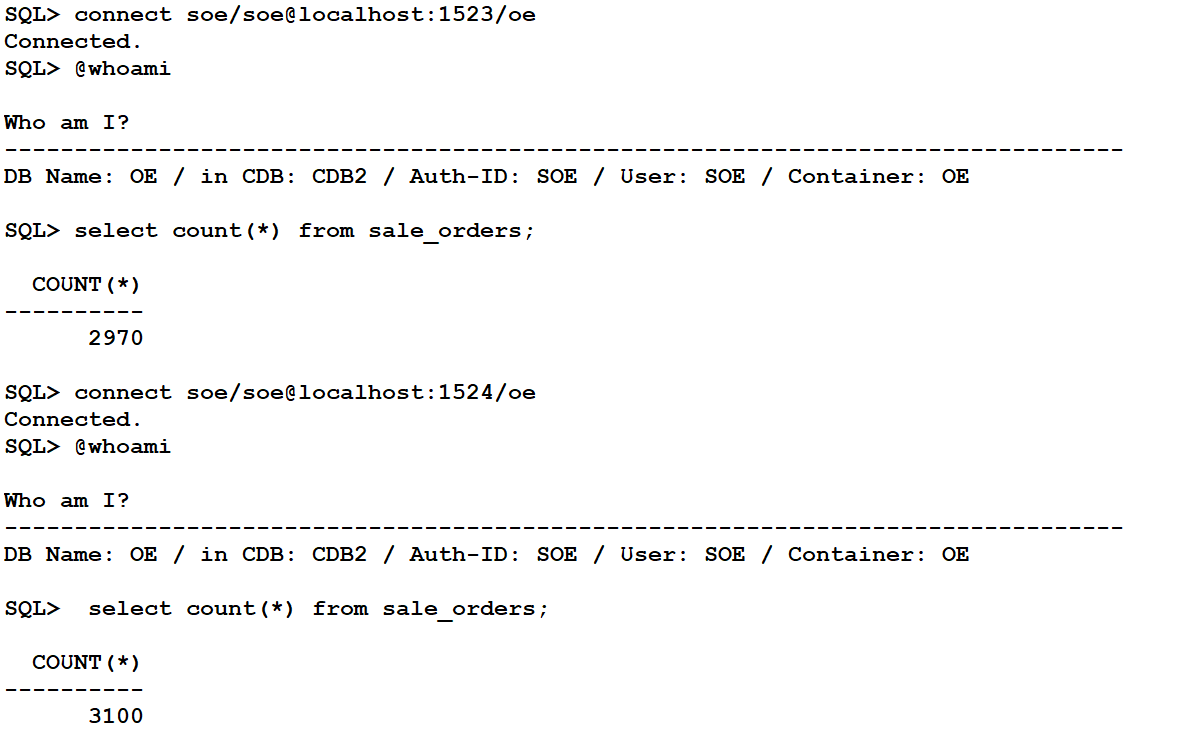 SQL> connect soe/soe@localhost:1523/oe
Connected.
SQL> @whoami
Who am I?
--------------------------------------------------------------------------------
DB Name: OE / in CDB: CDB2 / Auth-ID: SOE / User: SOE / Container: OE
SQL> select count(*) from sale_orders;
  COUNT(*)
----------
      2970
SQL> connect soe/soe@localhost:1524/oe
Connected.
SQL> @whoami
Who am I?
--------------------------------------------------------------------------------
DB Name: OE / in CDB: CDB2 / Auth-ID: SOE / User: SOE / Container: OE
SQL>  select count(*) from sale_orders;
  COUNT(*)
----------
      3100